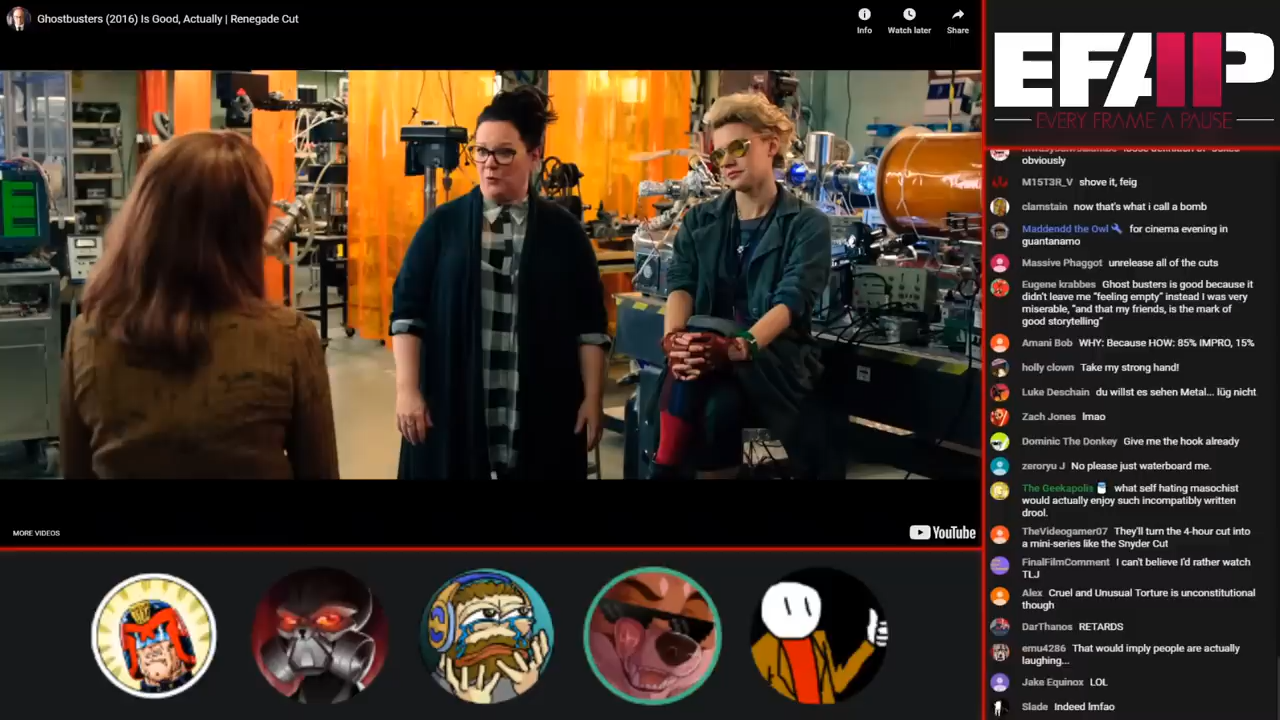 Ghostbusters (2016) Is Good, Actually | Renegade Cut
Info
Watch later
Share
MORE VIDEOS
YouTube
EFAP
EVERY FRAME A PAUSE
obviously
M15T3R_V shove it, feig
clamstain now that's what i call a bomb
Maddendd the Owl for cinema evening in
guantanamo
Massive Phaggot unrelease all of the cuts
Eugene krabbes Ghost busters is good because it
didn't leave me "feeling empty" instead I was very
miserable, "and that my friends, is the mark of
good storytelling"
Amani Bob WHY: Because HOW: 85% IMPRO, 15%
holly clown Take my strong hand!
Luke Deschain du willst es sehen Metal... lüg nicht
Zach Jones lmao
Dominic The Donkey Give me the hook already
zeroryu J No please just waterboard me.
The Geekapolis what self hating masochist
would actually enjoy such incompatibly written
drool.
TheVideogamer07 They'll turn the 4-hour cut into
a mini-series like the Snyder Cut
FinalFilmComment I can't believe I'd rather watch
TLJ
Alex Cruel and Unusual Torture is unconstitutional
though
DarThanos RETARDS
emu4286 That would imply people are actually
laughing...
Jake Equinox LOL
Slade Indeed lmfao